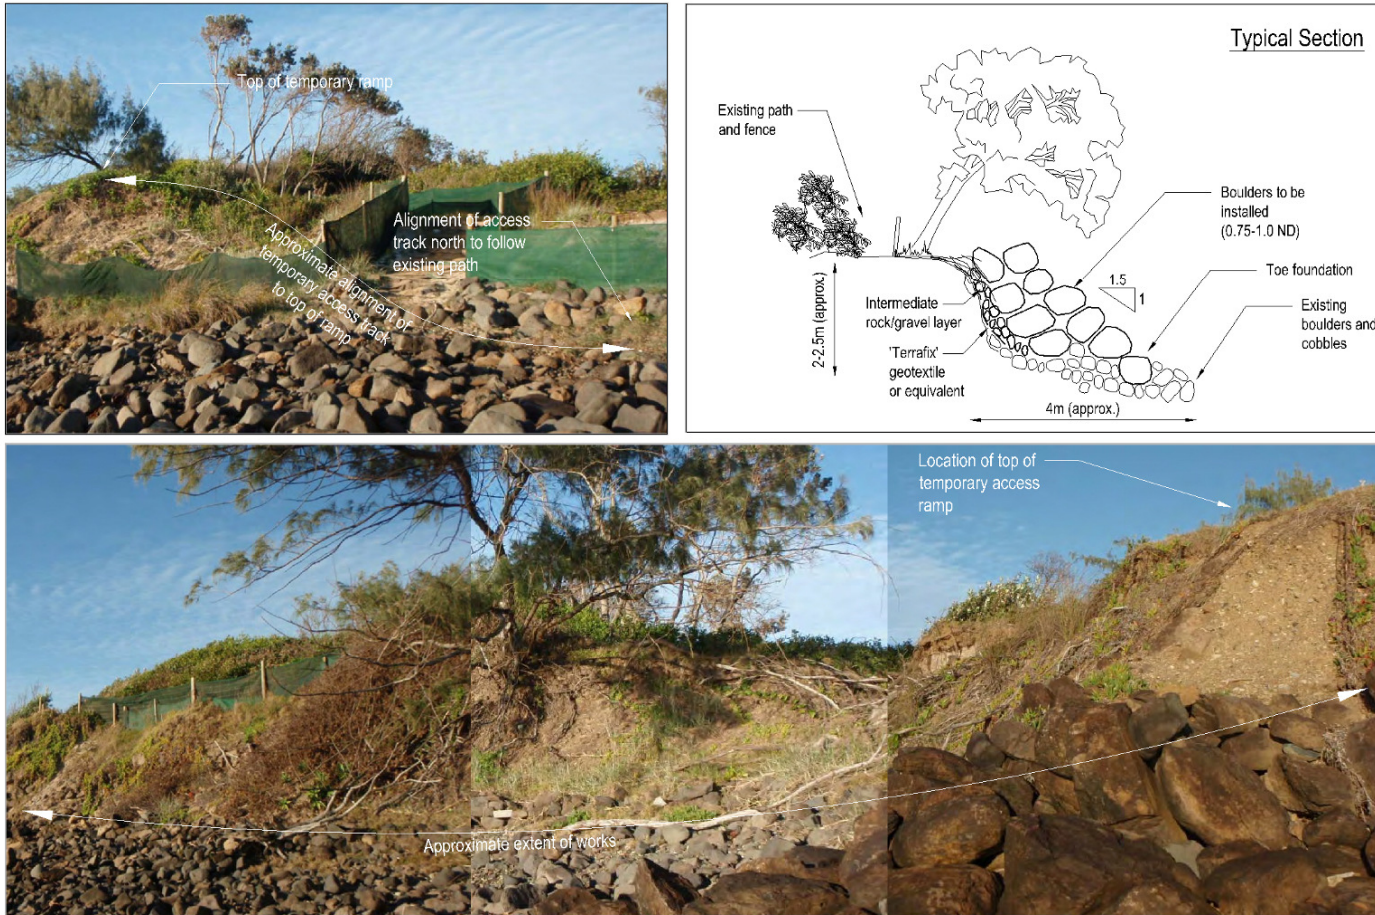 Top of temporary ramp
Alignment of access
track north to follow
existing path
Approximate alignment of
temporary access track
to top of ramp
Typical Section
Existing path
and fence
Boulders to be
installed
(0.75-1.0 ND)
1.5
1
Toe foundation
Existing
boulders and
cobbles
Intermediate
rock/gravel layer
'Terrafix'
geotextile
or equivalent
2-2.5m (approx.)
4m (approx.)
Location of top of
temporary access
ramp
Approximate extent of works